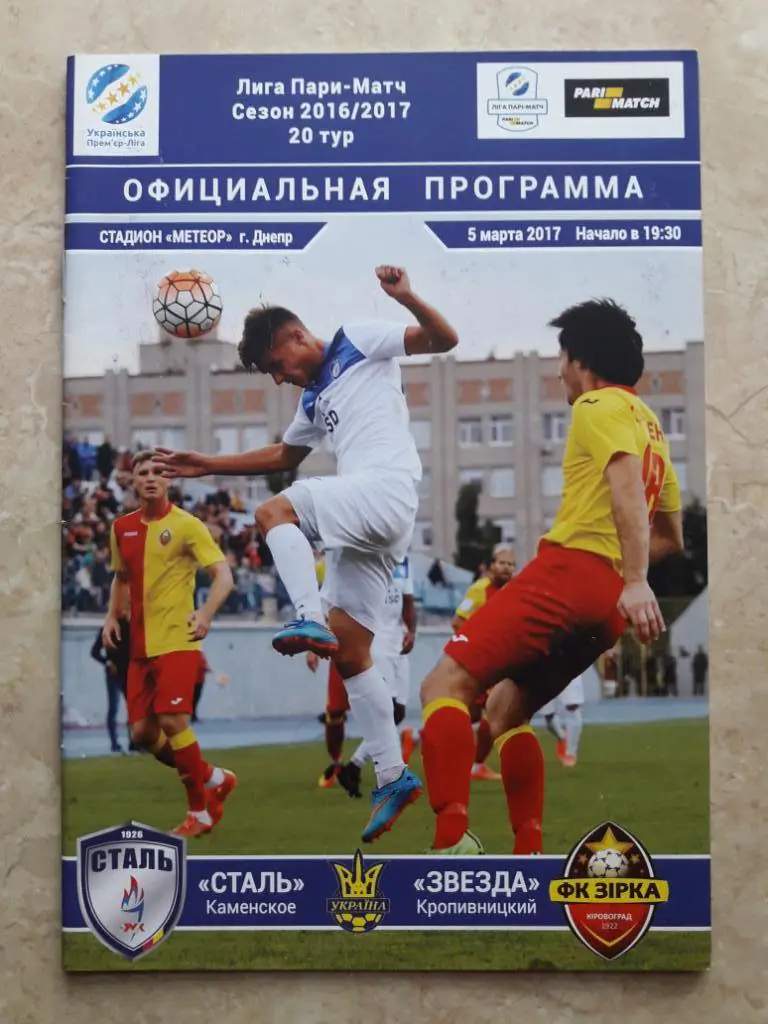 Українська
Прем'єр-Ліга
Лига Пари-Матч
Сезон 2016/2017
20 тур
ЛІГА ПАРІ-МАТЧ
PARI MATCH
PARI MATCH
ОФИЦИАЛЬНАЯ ПРОГРАММА
СТАДИОН «МЕТЕОР» г. Днепр
5 марта 2017 Начало в 19:30
1926
СТАЛЬ
«СТАЛЬ»
Каменское
УКРАЇНА
«ЗВЕЗДА»
Кропивницкий
ФК ЗІРКА
КІРОВОГРАД
1922